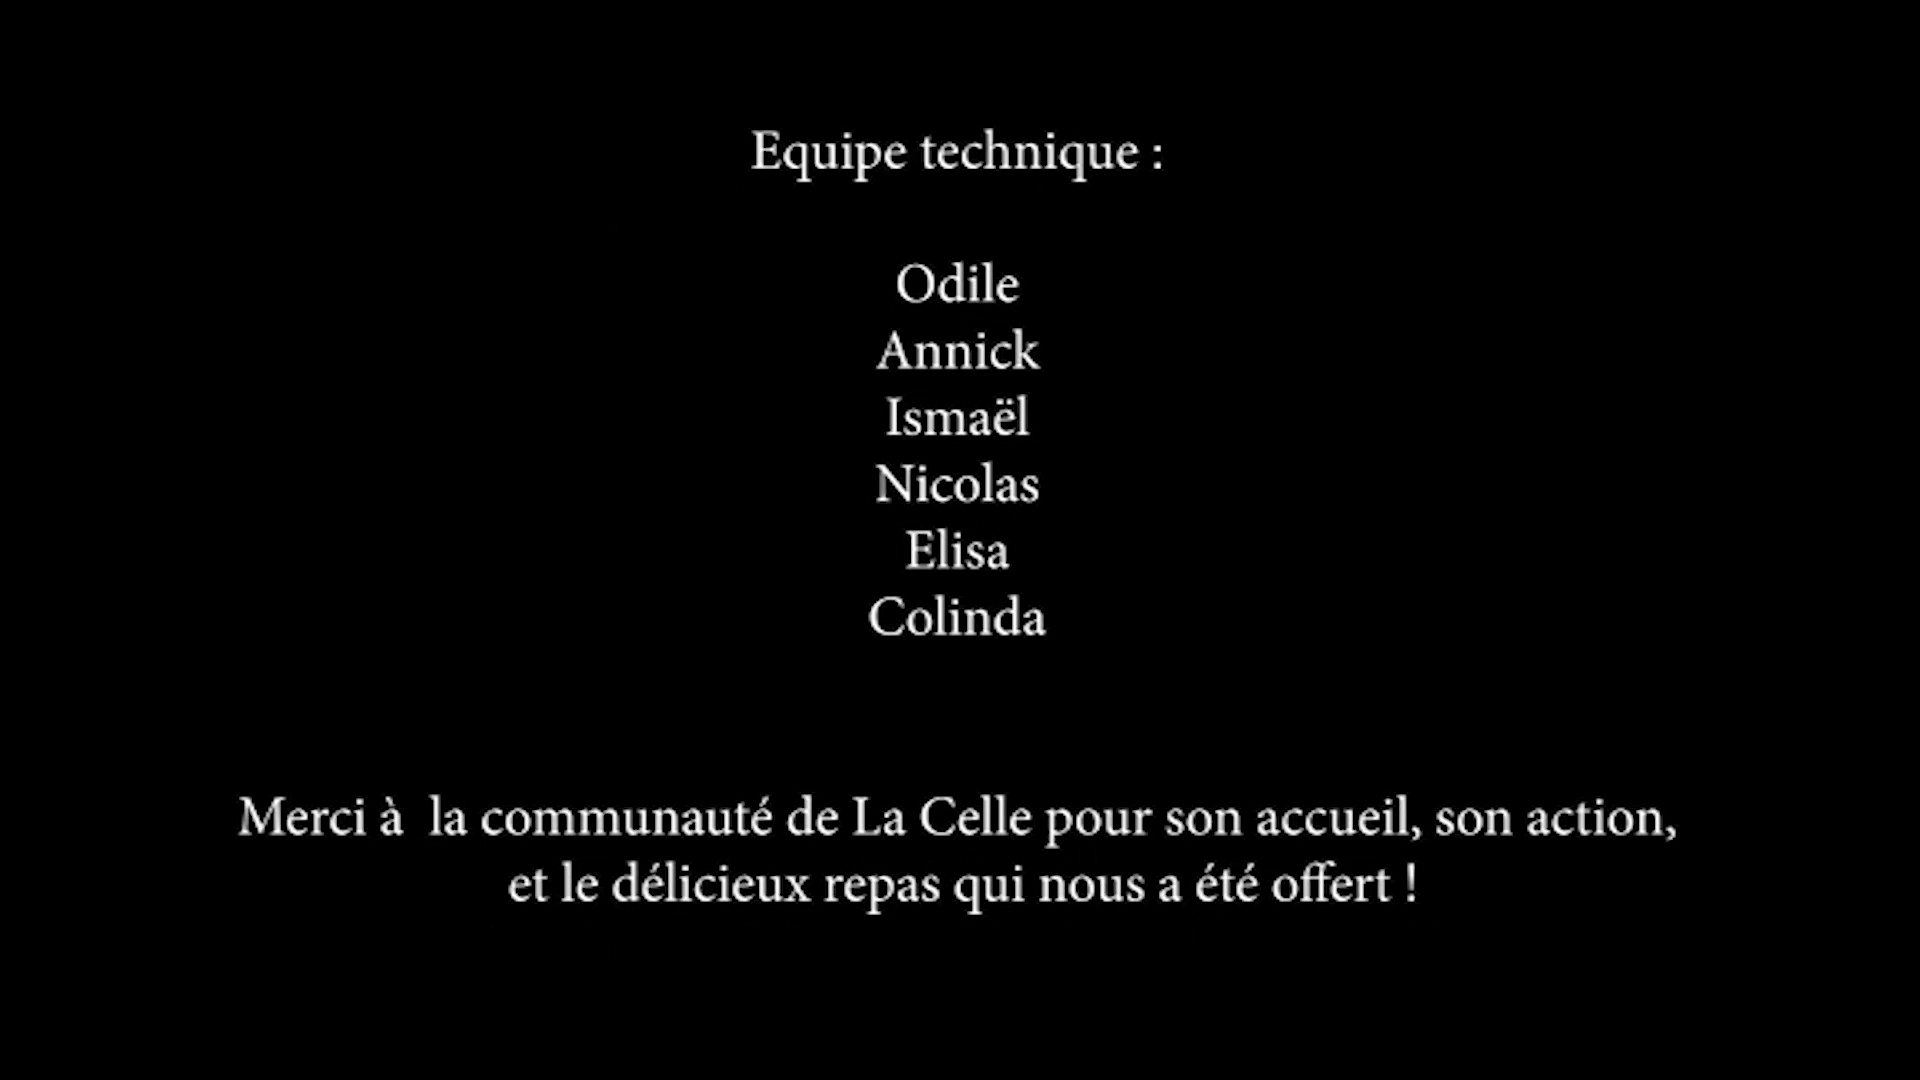 Equipe technique :
Odile
Annick
Ismaël
Nicolas
Elisa
Colinda
Merci à  la communauté de La Celle pour son accueil, son action,
et le délicieux repas qui nous a été offert !